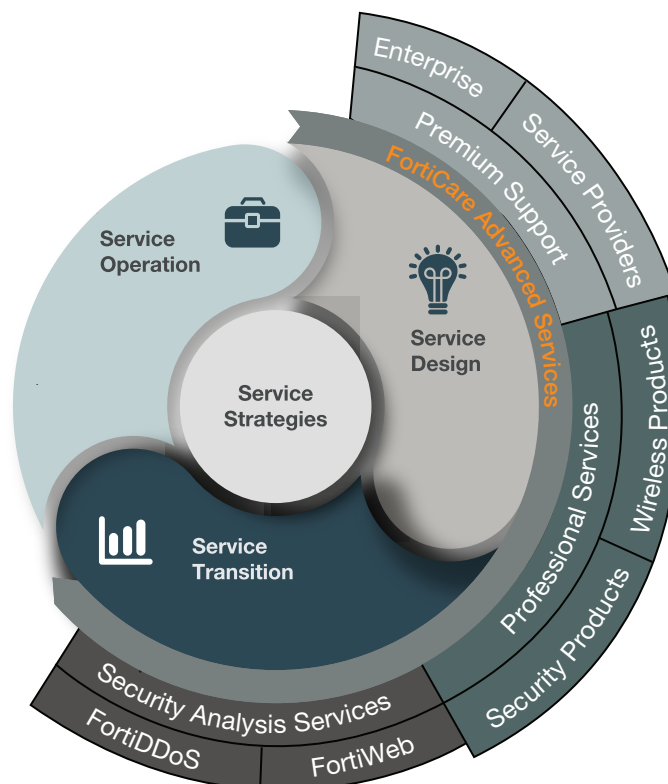 Enterprise
Service Providers
Premium Support
FortiCare Advanced Services
Service
Operation
Service
Design
Service
Strategies
Service
Transition
Wireless Products
Professional Services
Security Products
Security Analysis Services
FortiDDoS
FortiWeb